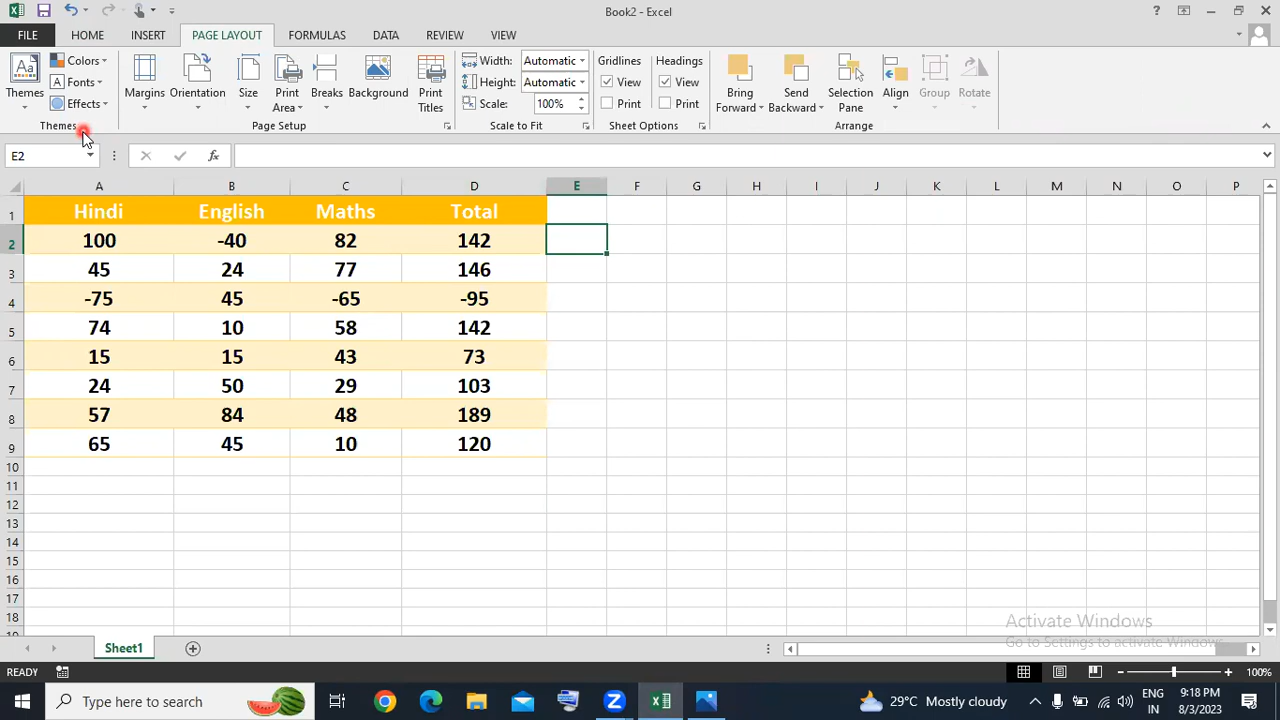 Book2 - Excel
FILE HOME INSERT PAGE LAYOUT FORMULAS DATA REVIEW VIEW
Themes Colors Fonts Effects
Themes
Margins Orientation Size Print Area Breaks Background Print Titles
Page Setup
Width: Automatic
Height: Automatic
Scale: 100%
Scale to Fit
Gridlines Headings
View View
Print Print
Sheet Options
Bring Forward Send Backward Selection Pane Align Group Rotate
Arrange
E2 fx
A B C D E F G H I J K L M N O P
1 Hindi English Maths Total
2 100 -40 82 142
3 45 24 77 146
4 -75 45 -65 -95
5 74 10 58 142
6 15 15 43 73
7 24 50 29 103
8 57 84 48 189
9 65 45 10 120
10
11
12
13
14
15
16
17
18
Activate Windows
Go to Settings to activate Windows.
Sheet1
READY 100%
Type here to search
29°C Mostly cloudy
ENG
IN
9:18 PM
8/3/2023